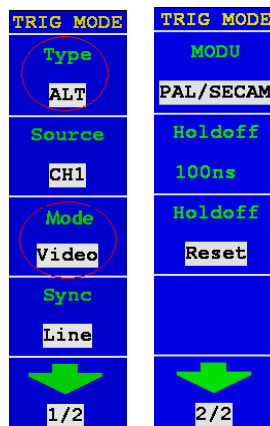 TRIG MODE
Type
ALT
Source
CH1
Mode
Video
Sync
Line
1/2
TRIG MODE
MODU
PAL/SECAM
Holdoff
100ns
Holdoff
Reset
2/2